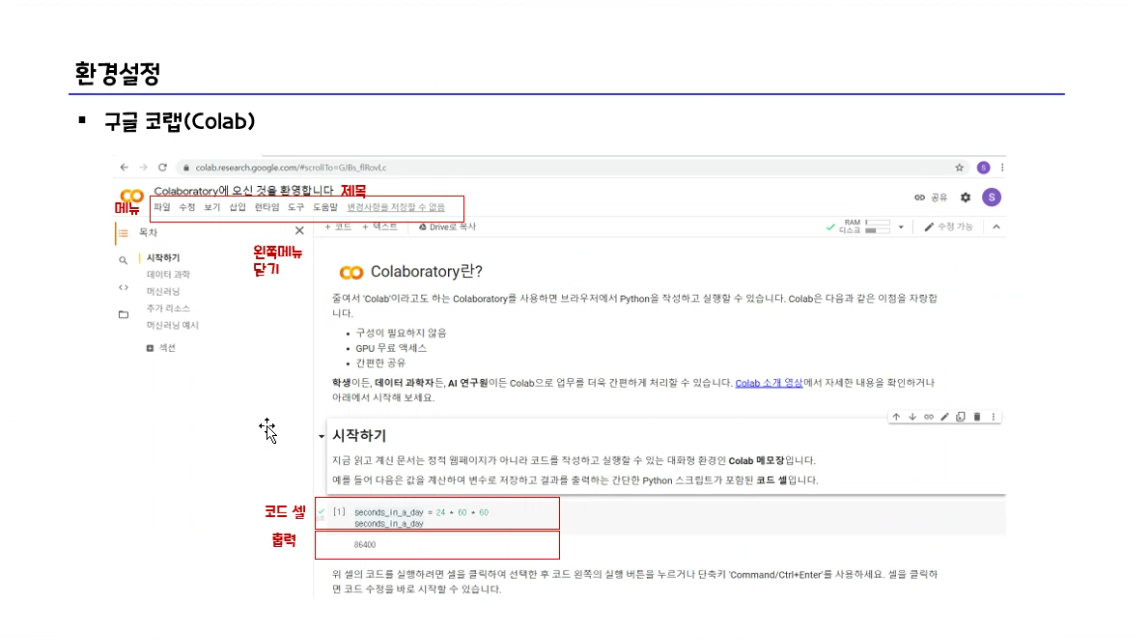 환경설정
▪ 구글 코랩(Colab)
colab.research.google.com/#scrollTo=GJBs_flRovLc
Colaboratory에 오신 것을 환영합니다 제목
메뉴 파일 수정 보기 삽입 런타임 도구 도움말 변경사항을 저장할 수 없음
공유 S
목차
+ 코드 + 텍스트 Drive로 복사
RAM
디스크
수정 가능
왼쪽메뉴
닫기
시작하기
데이터 과학
머신러닝
추가 리소스
머신러닝 예시
섹션
Colaboratory란?
줄여서 'Colab'이라고도 하는 Colaboratory를 사용하면 브라우저에서 Python을 작성하고 실행할 수 있습니다. Colab은 다음과 같은 이점을 자랑합
니다.
• 구성이 필요하지 않음
• GPU 무료 액세스
• 간편한 공유
학생이든, 데이터 과학자든, AI 연구원이든 Colab으로 업무를 더욱 간편하게 처리할 수 있습니다. Colab 소개 영상에서 자세한 내용을 확인하거나
아래에서 시작해 보세요.
시작하기
지금 읽고 계신 문서는 정적 웹페이지가 아니라 코드를 작성하고 실행할 수 있는 대화형 환경인 Colab 메모장입니다.
예를 들어 다음은 값을 계산하여 변수로 저장하고 결과를 출력하는 간단한 Python 스크립트가 포함된 코드 셀입니다.
코드 셀
[1] seconds_in_a_day = 24 * 60 * 60
seconds_in_a_day
출력
86400
위 셀의 코드를 실행하려면 셀을 클릭하여 선택한 후 코드 왼쪽의 실행 버튼을 누르거나 단축키 'Command/Ctrl+Enter'를 사용하세요. 셀을 클릭하
면 코드 수정을 바로 시작할 수 있습니다.